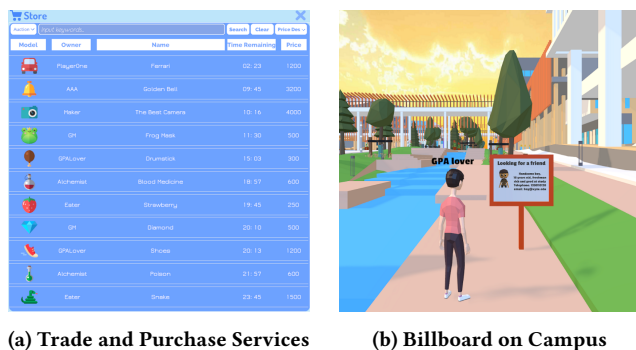 Store
Auction Input keywords.. Search Clear Price Dec
Model Owner Name Time Remaining Price
PlayerOne Ferrari 02: 23 1200
AAA Golden Bell 09: 45 3200
Maker The Best Camera 10: 16 4000
GM Frog Mask 11: 30 500
GPALover Drumstick 15: 03 300
Alchemist Blood Medicine 18: 57 600
Eater Strawberry 19: 45 250
GM Diamond 20: 10 500
GPALover Shoes 20: 13 1200
Alchemist Poison 21: 57 600
Eater Snake 23: 45 1500
(a) Trade and Purchase Services
GPA lover
Looking for a friend
(b) Billboard on Campus